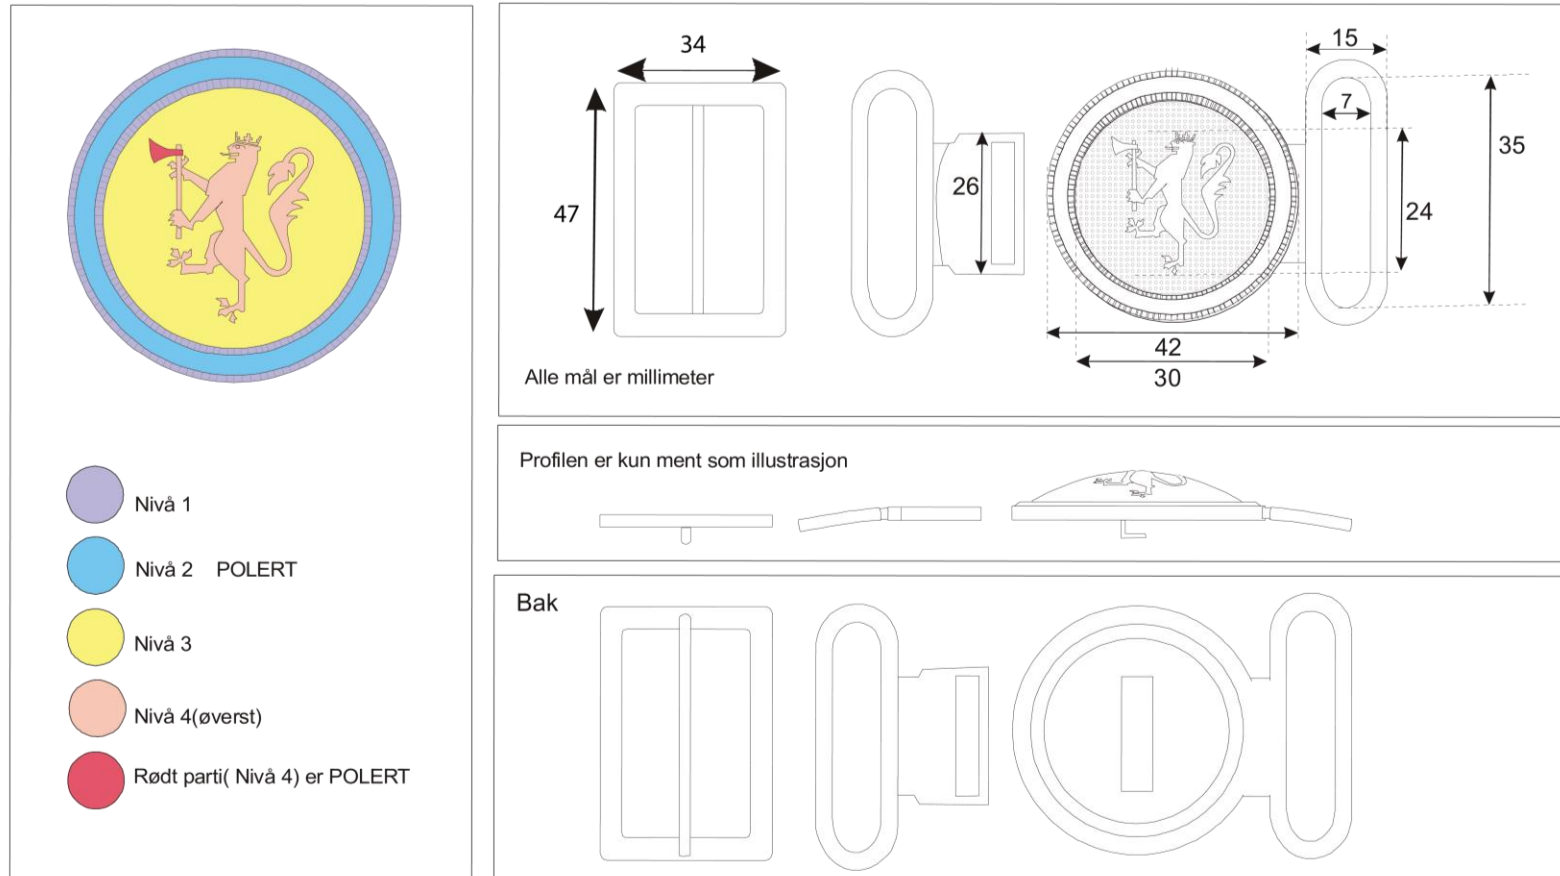 Nivå 1
Nivå 2 POLERT
Nivå 3
Nivå 4(øverst)
Rødt parti( Nivå 4) er POLERT
34
47
26
15
7
35
24
42
30
Alle mål er millimeter
Profilen er kun ment som illustrasjon
Bak